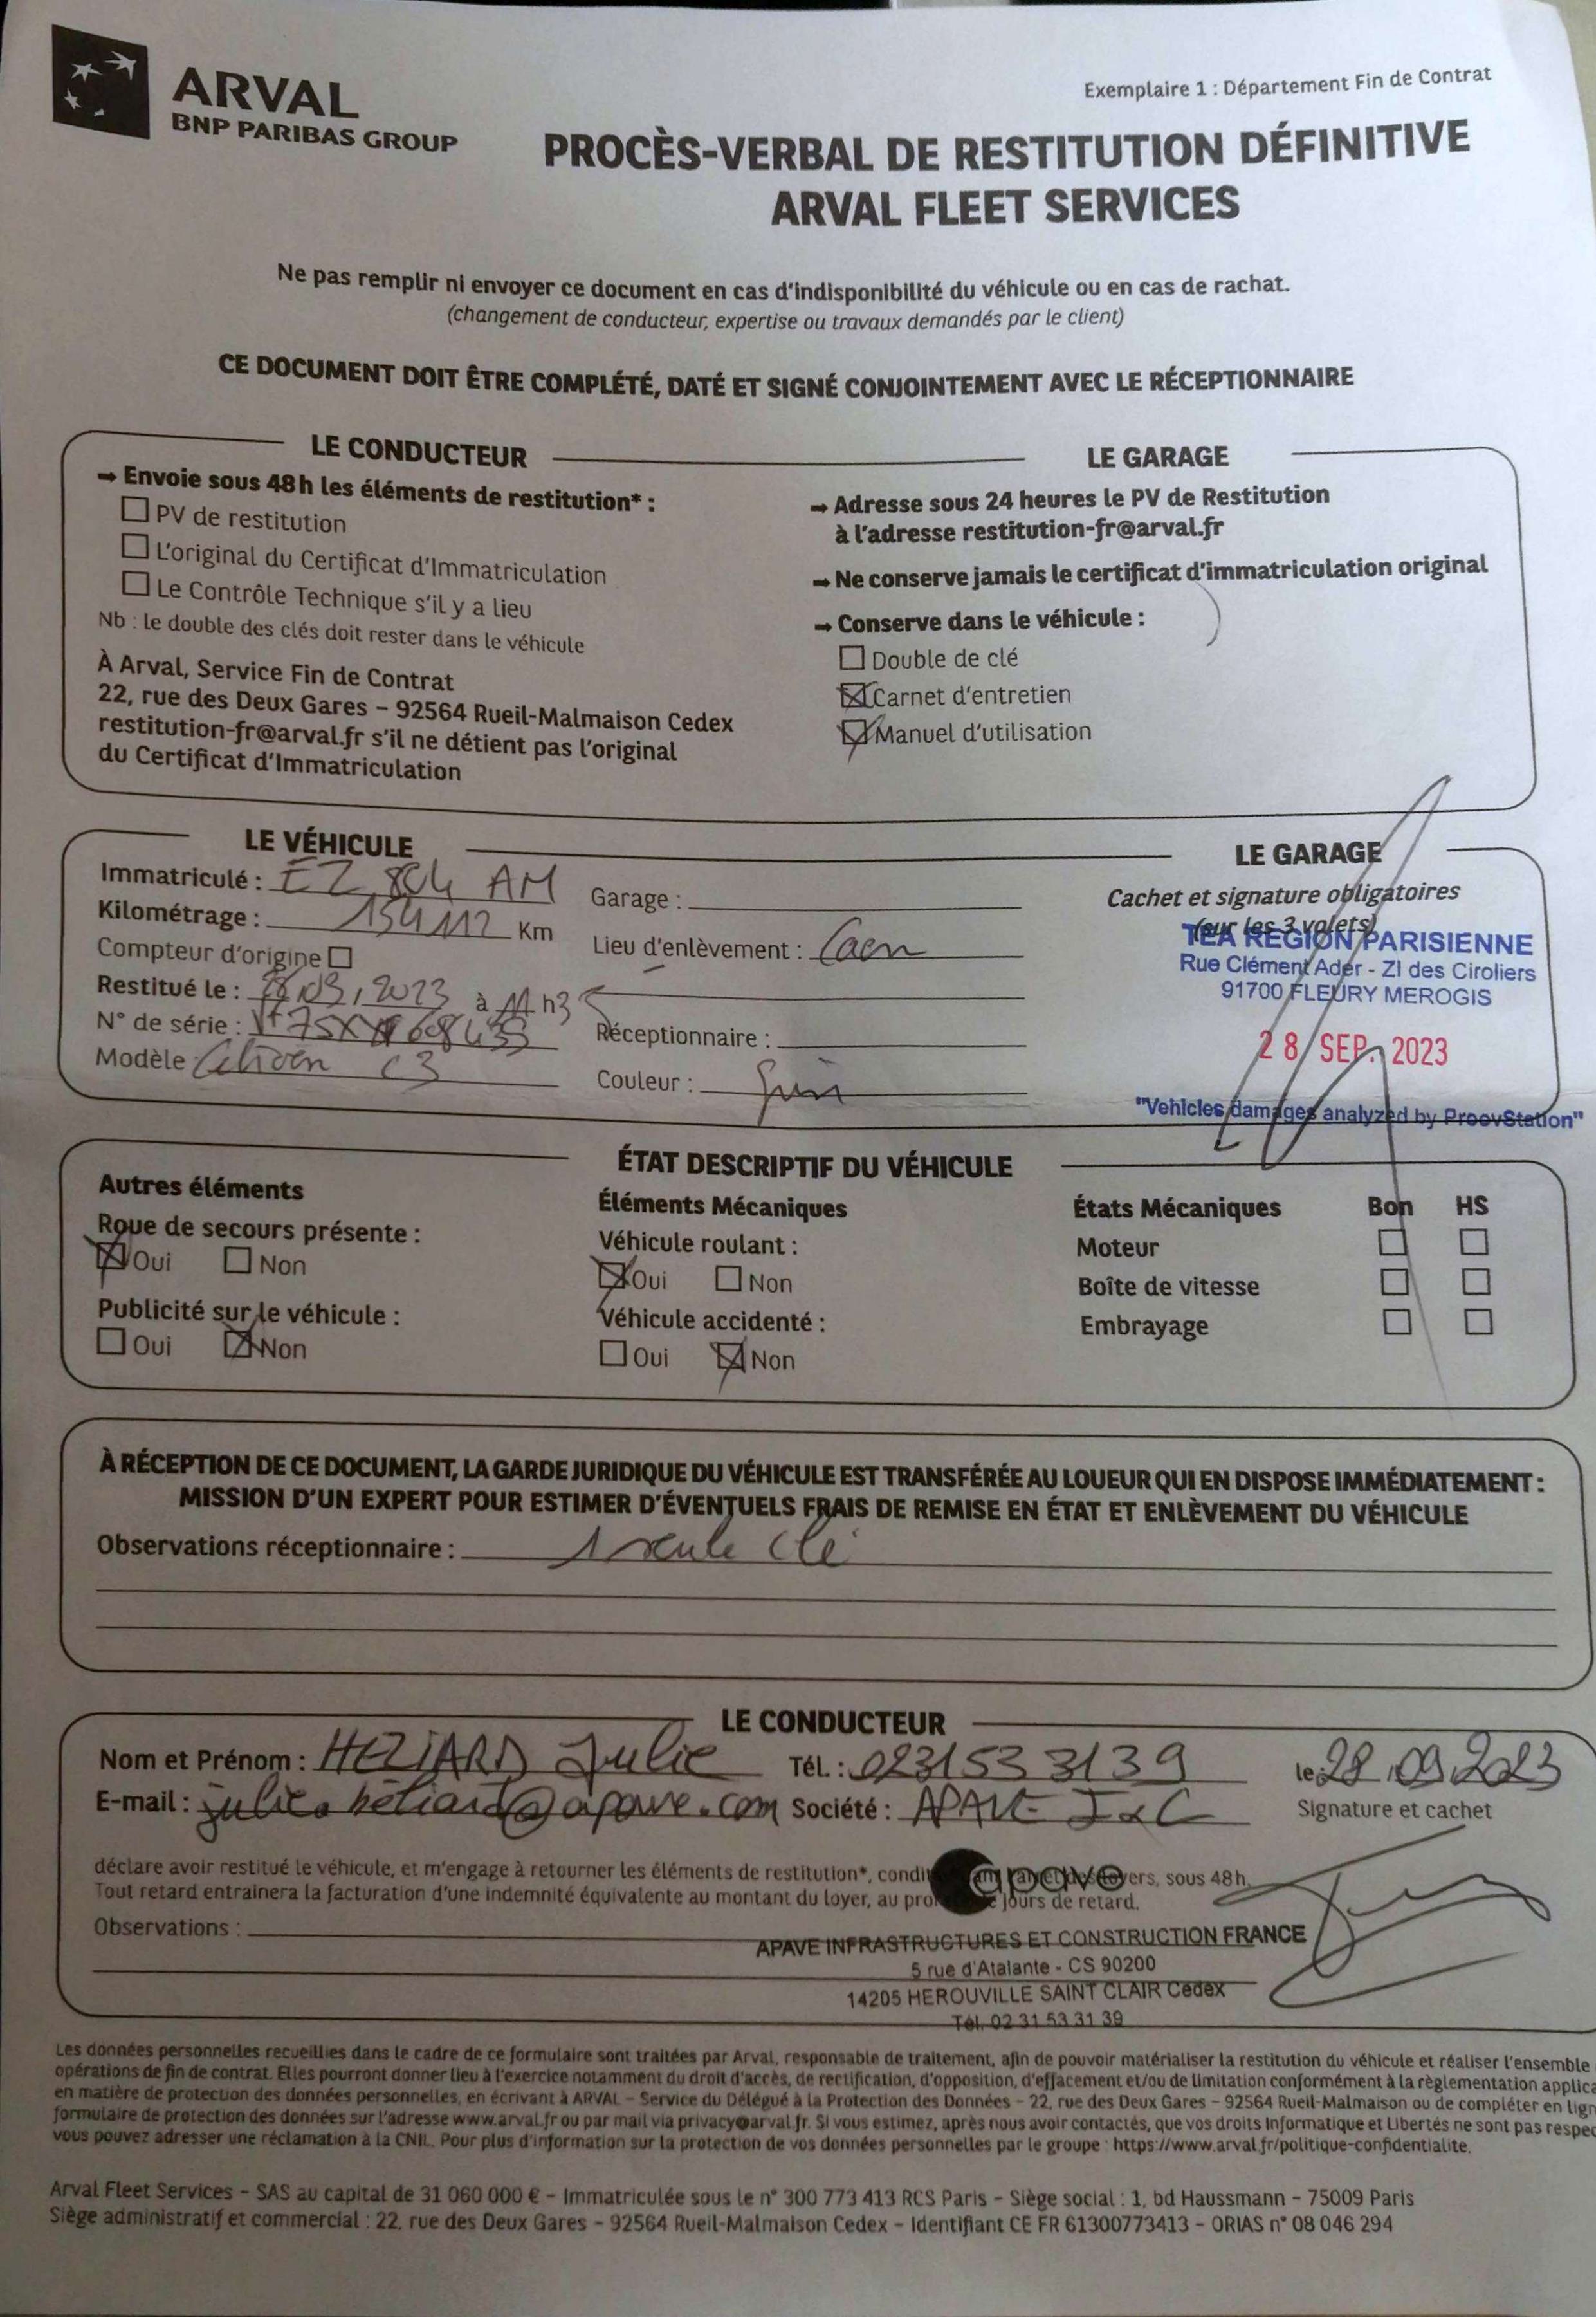 ARVAL
BNP PARIBAS GROUP
Exemplaire 1 : Département Fin de Contrat
PROCÈS-VERBAL DE RESTITUTION DÉFINITIVE
ARVAL FLEET SERVICES
Ne pas remplir ni envoyer ce document en cas d'indisponibilité du véhicule ou en cas de rachat.
(changement de conducteur, expertise ou travaux demandés par le client)
CE DOCUMENT DOIT ÊTRE COMPLÉTÉ, DATÉ ET SIGNÉ CONJOINTEMENT AVEC LE RÉCEPTIONNAIRE
LE CONDUCTEUR
→ Envoie sous 48h les éléments de restitution* :
PV de restitution
L'original du Certificat d'Immatriculation
Le Contrôle Technique s'il y a lieu
Nb : le double des clés doit rester dans le véhicule
À Arval, Service Fin de Contrat
22, rue des Deux Gares – 92564 Rueil-Malmaison Cedex
restitution-fr@arval.fr s'il ne détient pas l'original
du Certificat d'Immatriculation
LE GARAGE
→ Adresse sous 24 heures le PV de Restitution
à l'adresse restitution-fr@arval.fr
→ Ne conserve jamais le certificat d'immatriculation original
→ Conserve dans le véhicule :
Double de clé
Carnet d'entretien
Manuel d'utilisation
LE VÉHICULE
Immatriculé : EZ 804 AM
Kilométrage : 154112 Km
Compteur d'origine
Restitué le : 28/09/2023 à 11 h3
N° de série :
Modèle : Citroen C3
Garage :
Lieu d'enlèvement : Caen
Réceptionnaire :
Couleur : gris
LE GARAGE
Cachet et signature obligatoires
(sur les 3 volets)
TEA REGION PARISIENNE
Rue Clément Ader - ZI des Ciroliers
91700 FLEURY MEROGIS
28 SEP. 2023
"Vehicles damages analyzed by ProovStation"
ÉTAT DESCRIPTIF DU VÉHICULE
Autres éléments
Roue de secours présente :
Oui Non
Publicité sur le véhicule :
Oui Non
Éléments Mécaniques
Véhicule roulant :
Oui Non
Véhicule accidenté :
Oui Non
États Mécaniques Bon HS
Moteur
Boîte de vitesse
Embrayage
À RÉCEPTION DE CE DOCUMENT, LA GARDE JURIDIQUE DU VÉHICULE EST TRANSFÉRÉE AU LOUEUR QUI EN DISPOSE IMMÉDIATEMENT :
MISSION D'UN EXPERT POUR ESTIMER D'ÉVENTUELS FRAIS DE REMISE EN ÉTAT ET ENLÈVEMENT DU VÉHICULE
Observations réceptionnaire : 1 seule clé
LE CONDUCTEUR
Nom et Prénom : HELIARD Julie Tél. : 0231533139 le 28.09.2023
E-mail : julie.heliard@apave.com Société : APAVE I&C Signature et cachet
déclare avoir restitué le véhicule, et m'engage à retourner les éléments de restitution*, sous 48h.
Tout retard entrainera la facturation d'une indemnité équivalente au montant du loyer, au jours de retard.
apave
Observations :
APAVE INFRASTRUCTURES ET CONSTRUCTION FRANCE
5 rue d'Atalante - CS 90200
14205 HEROUVILLE SAINT CLAIR Cedex
Tél. 02 31 53 31 39
Les données personnelles recueillies dans le cadre de ce formulaire sont traitées par Arval, responsable de traitement, afin de pouvoir matérialiser la restitution du véhicule et réaliser l'ensemble
opérations de fin de contrat. Elles pourront donner lieu à l'exercice notamment du droit d'accès, de rectification, d'opposition, d'effacement et/ou de limitation conformément à la règlementation applica
en matière de protection des données personnelles, en écrivant à ARVAL – Service du Délégué à la Protection des Données – 22, rue des Deux Gares – 92564 Rueil-Malmaison ou de compléter en lign
formulaire de protection des données sur l'adresse www.arval.fr ou par mail via privacy@arval.fr. Si vous estimez, après nous avoir contactés, que vos droits Informatique et Libertés ne sont pas respec
vous pouvez adresser une réclamation à la CNIL. Pour plus d'information sur la protection de vos données personnelles par le groupe : https://www.arval.fr/politique-confidentialite.
Arval Fleet Services – SAS au capital de 31 060 000 € – Immatriculée sous le n° 300 773 413 RCS Paris – Siège social : 1, bd Haussmann – 75009 Paris
Siège administratif et commercial : 22, rue des Deux Gares – 92564 Rueil-Malmaison Cedex – Identifiant CE FR 61300773413 – ORIAS n° 08 046 294